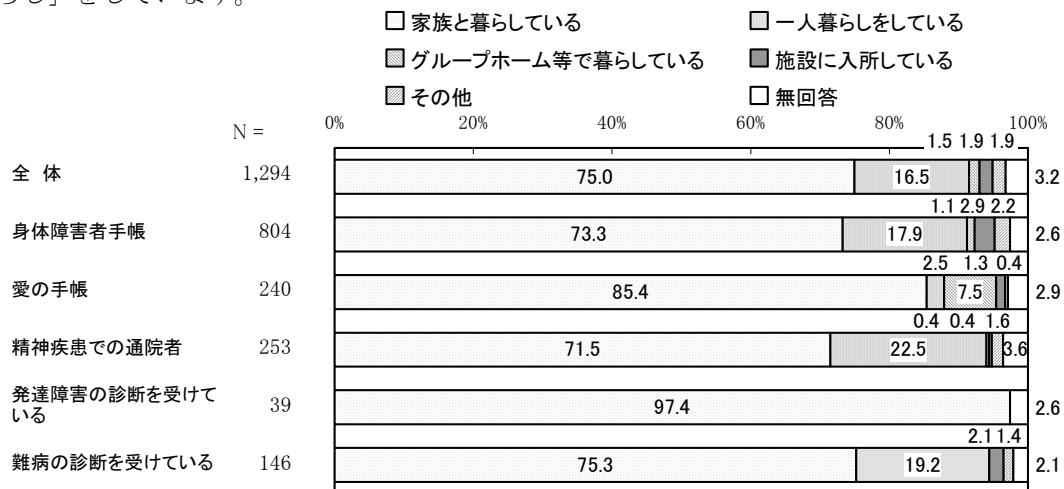 らし」をしています。
家族と暮らしている 一人暮らしをしている
グループホーム等で暮らしている 施設に入所している
その他 無回答
N = 0% 20% 40% 60% 80% 100%
1.5 1.9 1.9
全 体 1,294 75.0 16.5 3.2
1.1 2.9 2.2
身体障害者手帳 804 73.3 17.9 2.6
2.5 1.3 0.4
愛の手帳 240 85.4 7.5 2.9
0.4 0.4 1.6
精神疾患での通院者 253 71.5 22.5 3.6
発達障害の診断を受けて
いる 39 97.4 2.6
2.1 1.4
難病の診断を受けている 146 75.3 19.2 2.1